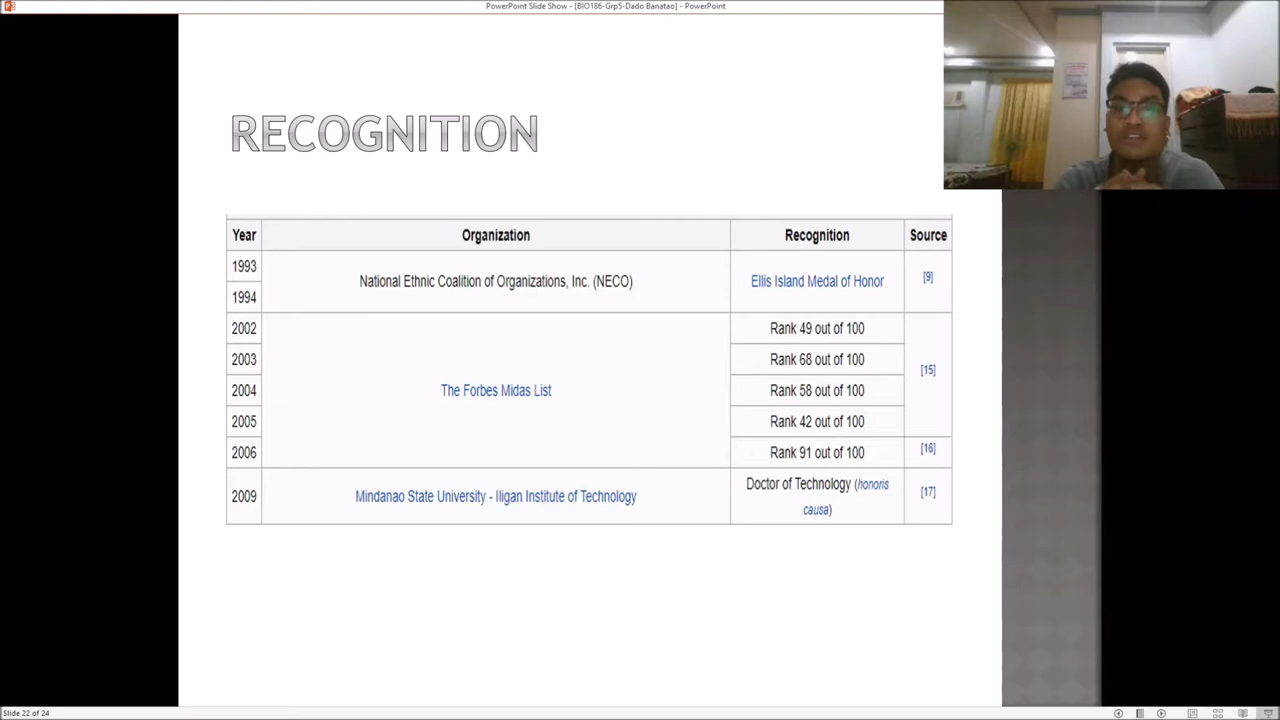 PowerPoint Slide Show - [BIO186-Grp5-Dado Banatao] - PowerPoint
RECOGNITION
Year Organization Recognition Source
1993
National Ethnic Coalition of Organizations, Inc. (NECO) Ellis Island Medal of Honor [9]
1994
2002 Rank 49 out of 100
2003 Rank 68 out of 100
[15]
2004 The Forbes Midas List Rank 58 out of 100
2005 Rank 42 out of 100
2006 Rank 91 out of 100 [16]
2009 Mindanao State University - Iligan Institute of Technology Doctor of Technology (honoris
causa) [17]
Slide 22 of 24